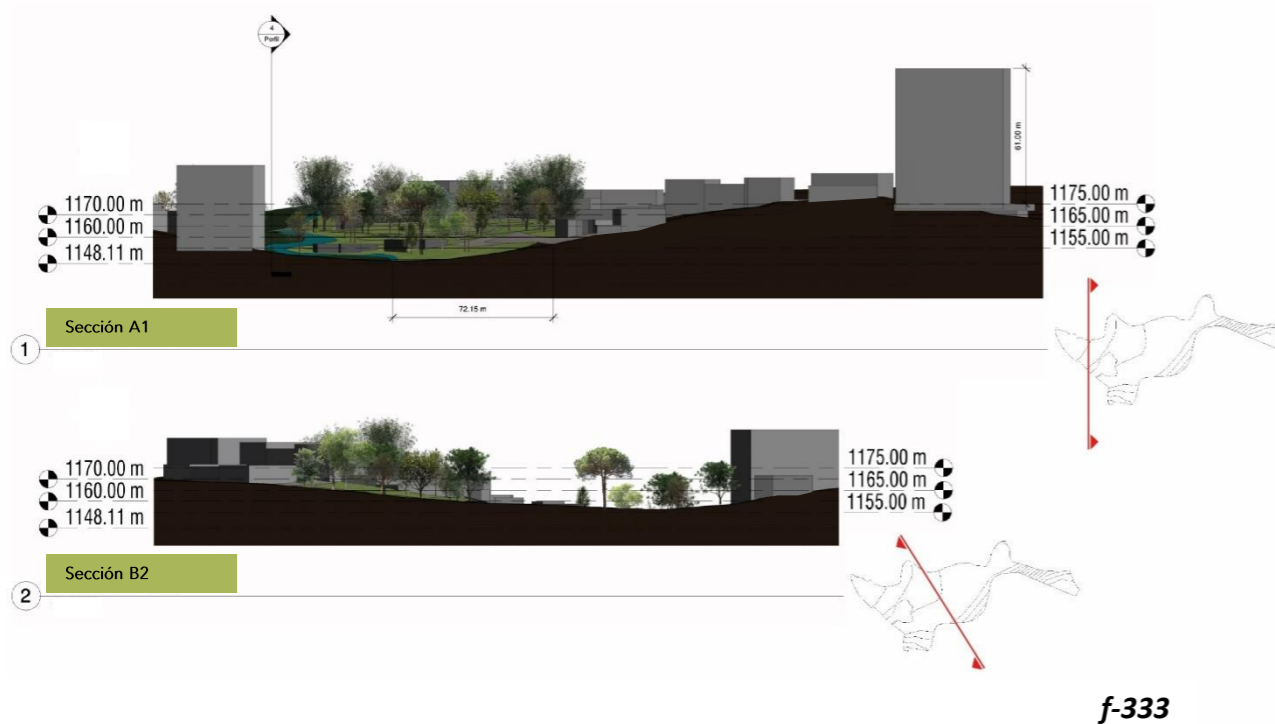 4
Perfil
61.00 m
1170.00 m
1160.00 m
1148.11 m
1175.00 m
1165.00 m
1155.00 m
72.15 m
Sección A1
1
1170.00 m
1160.00 m
1148.11 m
1175.00 m
1165.00 m
1155.00 m
Sección B2
2
f-333